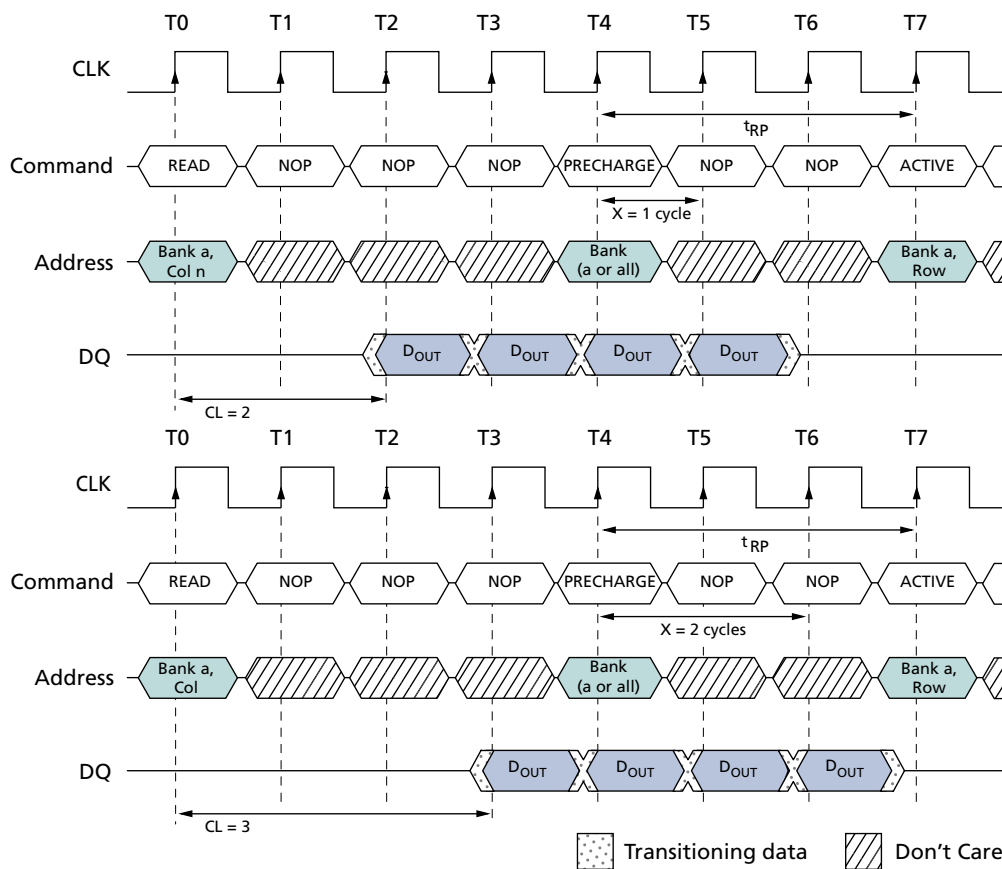 T0 T1 T2 T3 T4 T5 T6 T7
CLK
tRP
Command READ NOP NOP NOP PRECHARGE NOP NOP ACTIVE
X = 1 cycle
Address Bank a, Col n Bank (a or all) Bank a, Row
DQ DOUT DOUT DOUT DOUT
CL = 2
T0 T1 T2 T3 T4 T5 T6 T7
CLK
tRP
Command READ NOP NOP NOP PRECHARGE NOP NOP ACTIVE
X = 2 cycles
Address Bank a, Col Bank (a or all) Bank a, Row
DQ DOUT DOUT DOUT DOUT
CL = 3
Transitioning data Don't Care